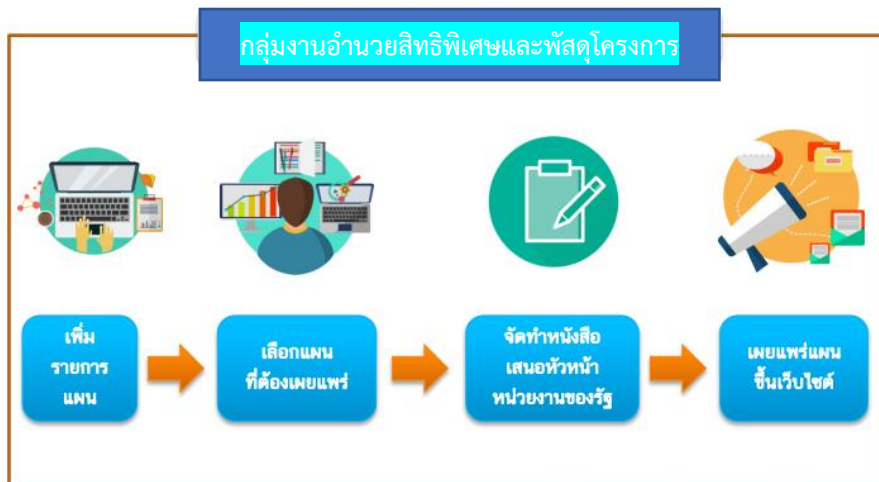 กลุ่มงานอำนวยสิทธิพิเศษและพัสดุโครงการ
เพิ่ม
รายการ
แผน
เลือกแผน
ที่ต้องเผยแพร่
จัดทำหนังสือ
เสนอหัวหน้า
หน่วยงานของรัฐ
เผยแพร่แผน
ขึ้นเว็บไซต์